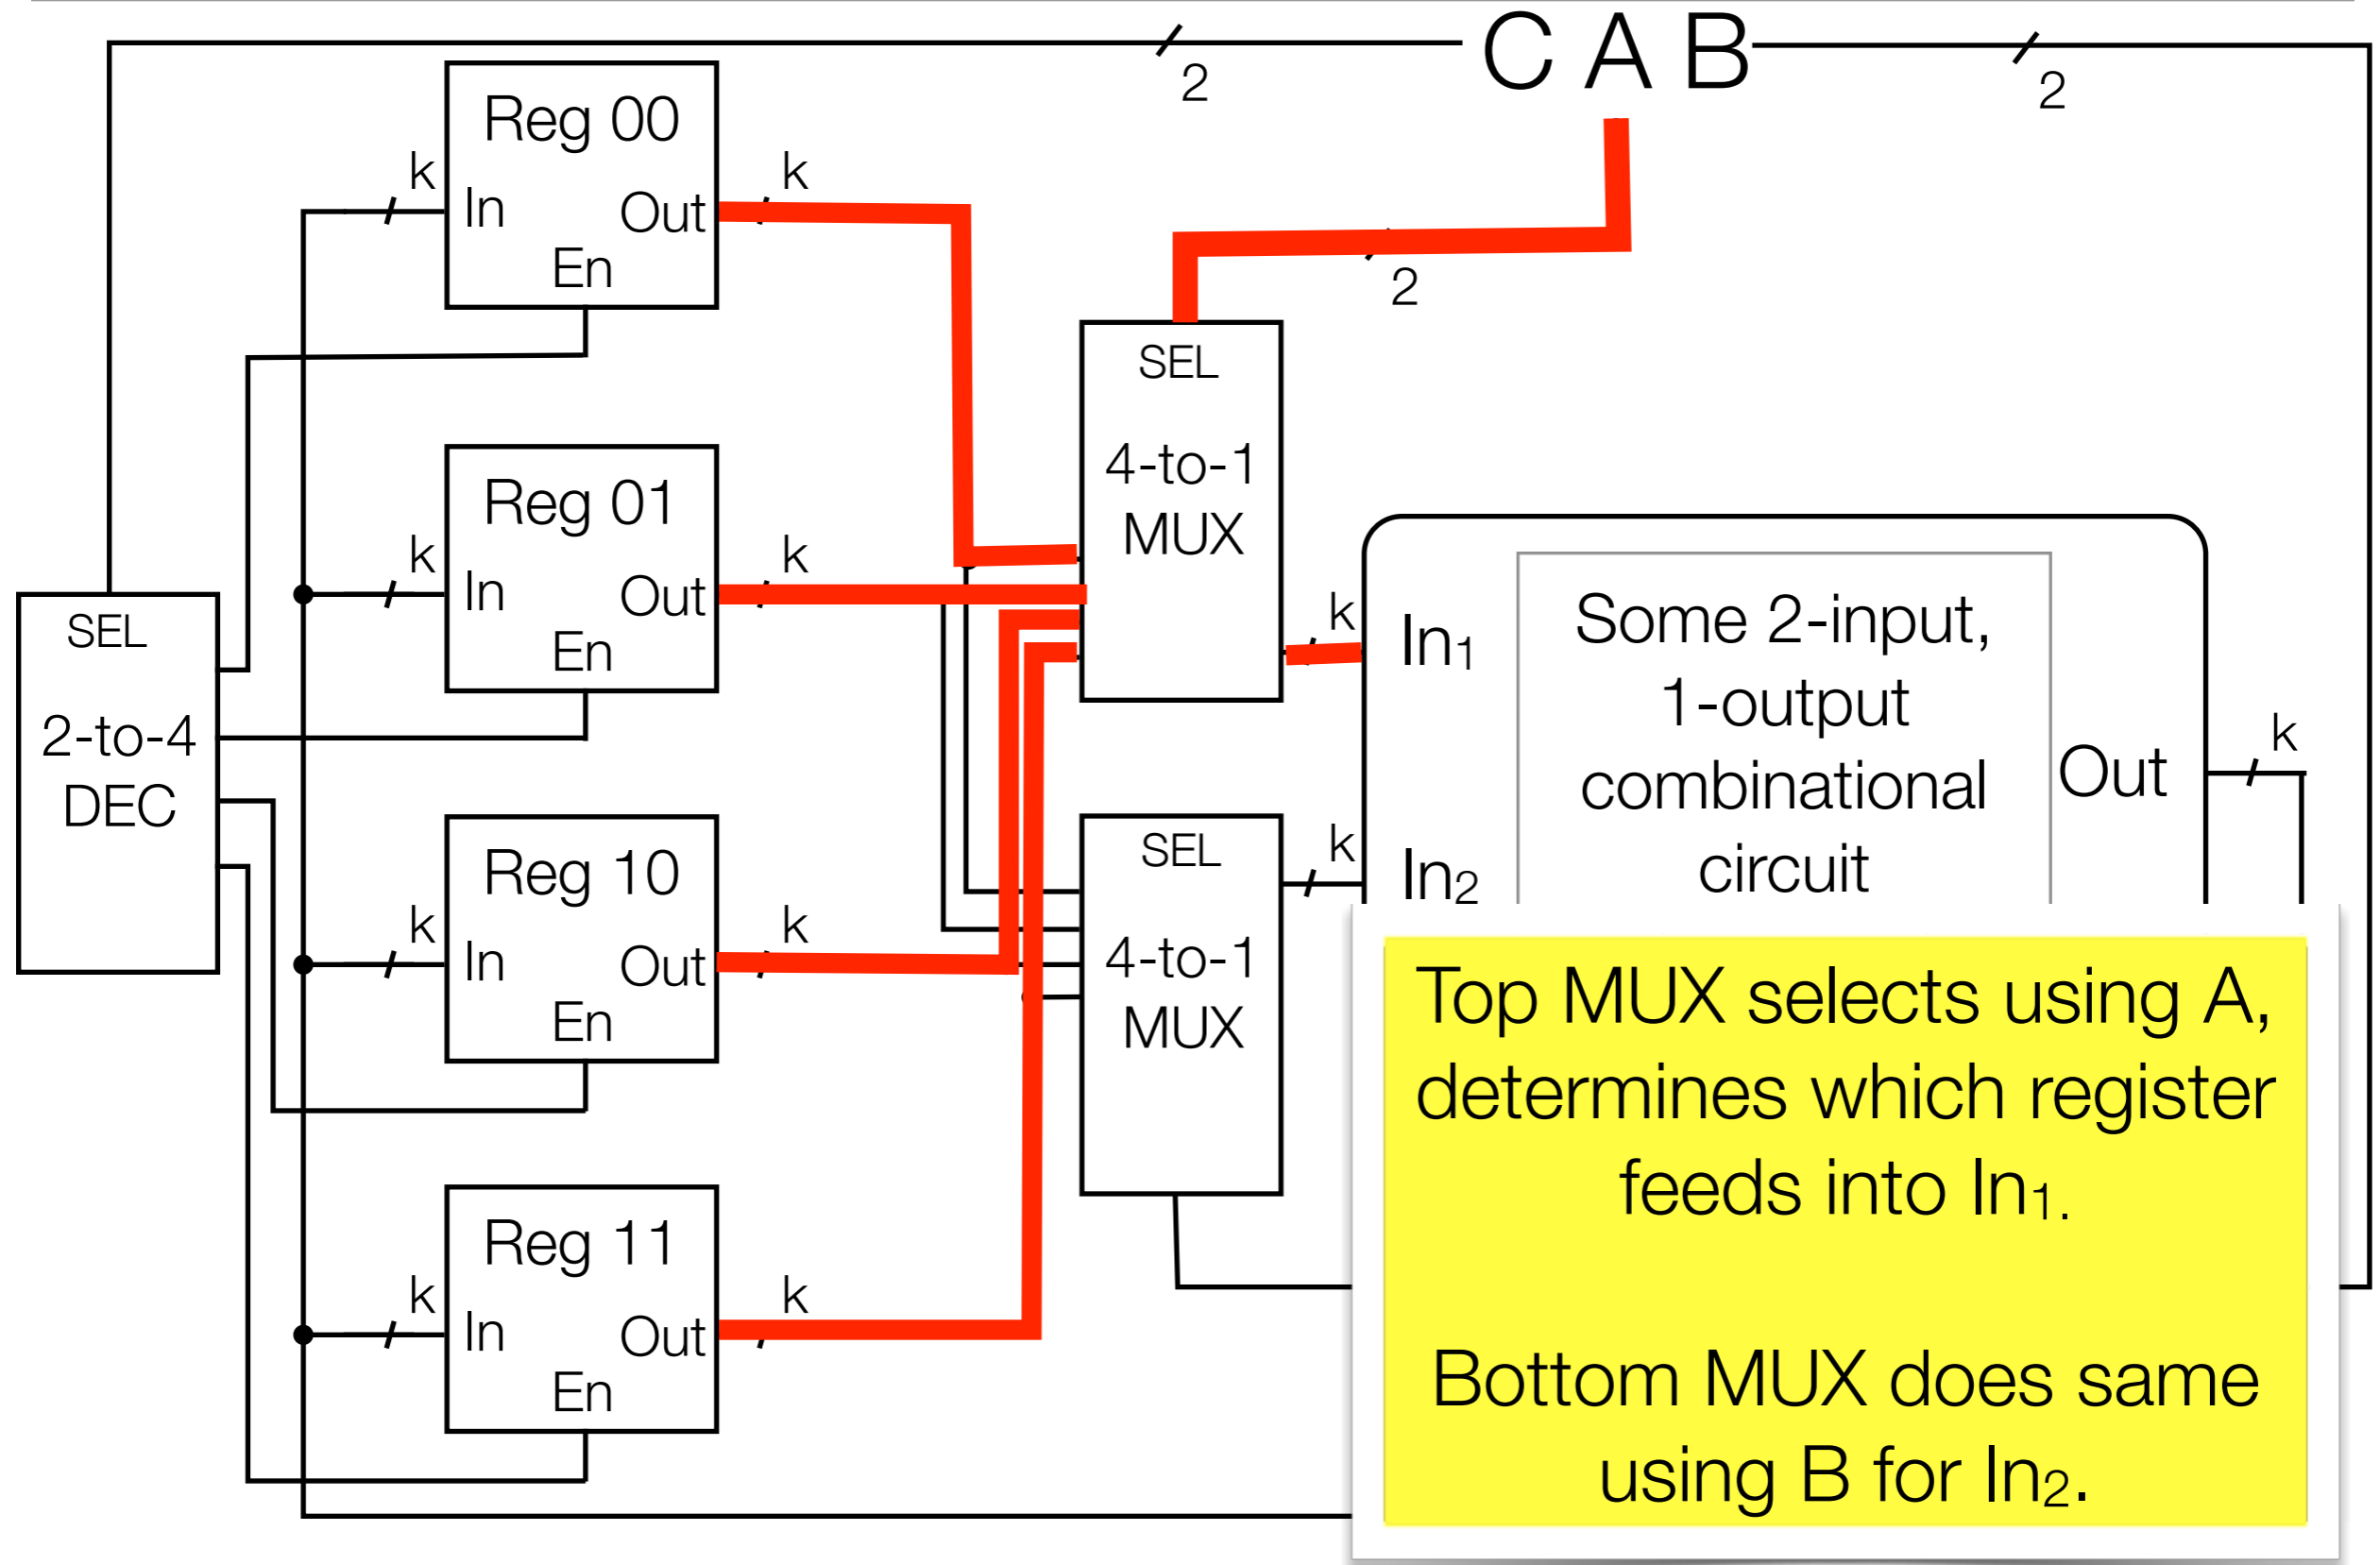 C A B
2
2
Reg 00
k
In
Out
k
En
2
SEL
4-to-1
MUX
Reg 01
k
In
Out
k
En
SEL
2-to-4
DEC
k
In1
Some 2-input,
1-output
combinational
circuit
Out
k
Reg 10
k
In
Out
k
En
SEL
4-to-1
MUX
k
In2
Reg 11
k
In
Out
k
En
Top MUX selects using A,
determines which register
feeds into In1.
Bottom MUX does same
using B for In2.